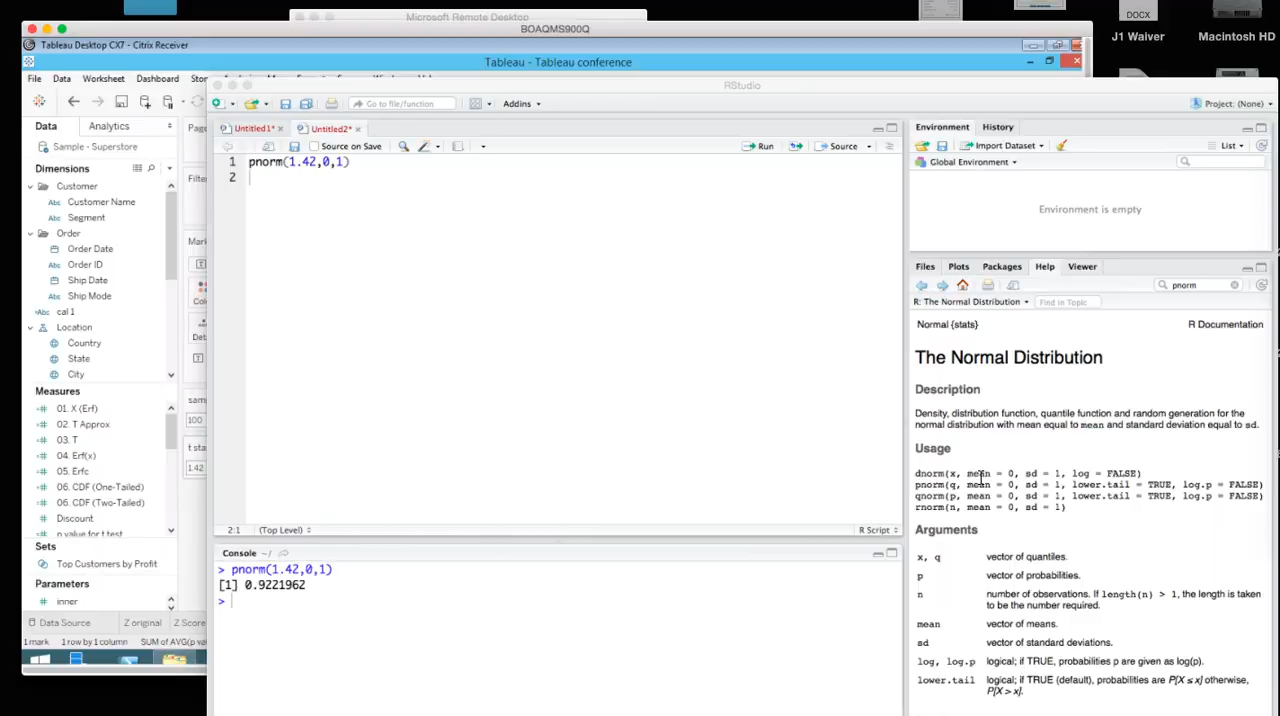 Microsoft Remote Desktop
DOCX
J1 Waiver
Macintosh HD
BOAQMS900Q
Tableau Desktop CX7 - Citrix Receiver
Tableau - Tableau conference
File Data Worksheet Dashboard
RStudio
Go to file/function
Addins
Project: (None)
Data Analytics
Sample - Superstore
Dimensions
Customer
Abc Customer Name
Abc Segment
Order
Order Date
Abc Order ID
Ship Date
Abc Ship Mode
=Abc cal 1
Location
Country
State
City
Measures
=# 01. X (Erf)
=# 02. T Approx
=# 03. T
=# 04. Erf(x)
=# 05. Erfc
=# 06. CDF (One-Tailed)
=# 06. CDF (Two-Tailed)
# Discount
=# p value for t test
Sets
Top Customers by Profit
Parameters
# inner
Data Source Z original Z Score
1 mark 1 row by 1 column SUM of AVG(p va
100
1.42
Untitled1* Untitled2*
Source on Save Run Source
1 pnorm(1.42,0,1)
2
2:1 (Top Level) R Script
Console ~/
> pnorm(1.42,0,1)
[1] 0.9221962
>
Environment History
Import Dataset List
Global Environment
Environment is empty
Files Plots Packages Help Viewer
pnorm
R: The Normal Distribution Find in Topic
Normal {stats} R Documentation
The Normal Distribution
Description
Density, distribution function, quantile function and random generation for the
normal distribution with mean equal to mean and standard deviation equal to sd.
Usage
dnorm(x, mean = 0, sd = 1, log = FALSE)
pnorm(q, mean = 0, sd = 1, lower.tail = TRUE, log.p = FALSE)
qnorm(p, mean = 0, sd = 1, lower.tail = TRUE, log.p = FALSE)
rnorm(n, mean = 0, sd = 1)
Arguments
x, q vector of quantiles.
p vector of probabilities.
n number of observations. If length(n) > 1, the length is taken
to be the number required.
mean vector of means.
sd vector of standard deviations.
log, log.p logical; if TRUE, probabilities p are given as log(p).
lower.tail logical; if TRUE (default), probabilities are P[X ≤ x] otherwise,
P[X > x].